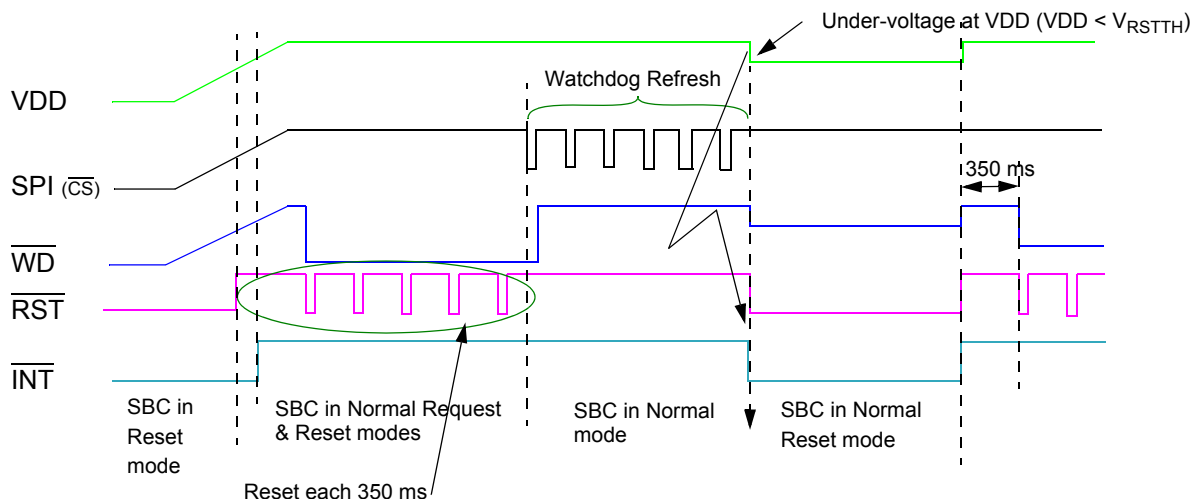 Under-voltage at VDD (VDD < VRSTTH)
Watchdog Refresh
VDD
SPI (CS)
350 ms
WD
RST
INT
SBC in
Reset
mode
SBC in Normal Request
& Reset modes
SBC in Normal
mode
SBC in Normal
Reset mode
Reset each 350 ms